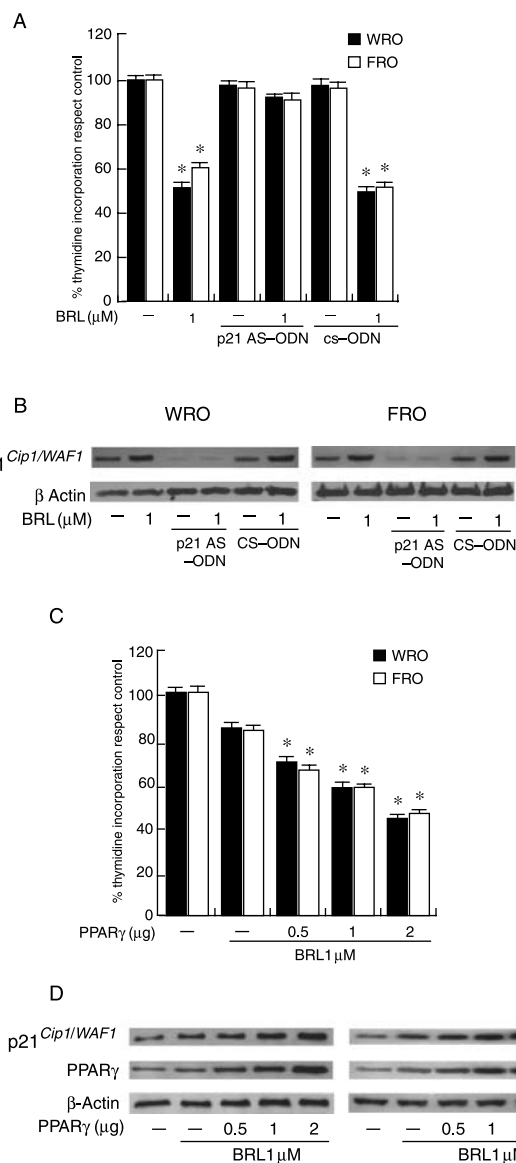 A
% thymidine incorporation respect control
120
100
80
60
40
20
0
WRO
FRO
* *
* *
BRL (μM) – 1 – 1 – 1
p21 AS–ODN cs–ODN
B
WRO FRO
1 Cip1/WAF1
β Actin
BRL – 1 – 1 – 1 – 1 – 1 – 1
(μM)
p21 AS CS–ODN p21 AS CS–ODN
–ODN –ODN
C
% thymidine incorporation respect control
120
100
80
60
40
20
0
WRO
FRO
* *
* *
* *
PPARγ (μg) – – 0.5 1 2
BRL1μM
D
p21 Cip1/WAF1
PPARγ
β-Actin
PPARγ (μg) – – 0.5 1 2 – – 0.5 1
BRL1μM BRL1μM